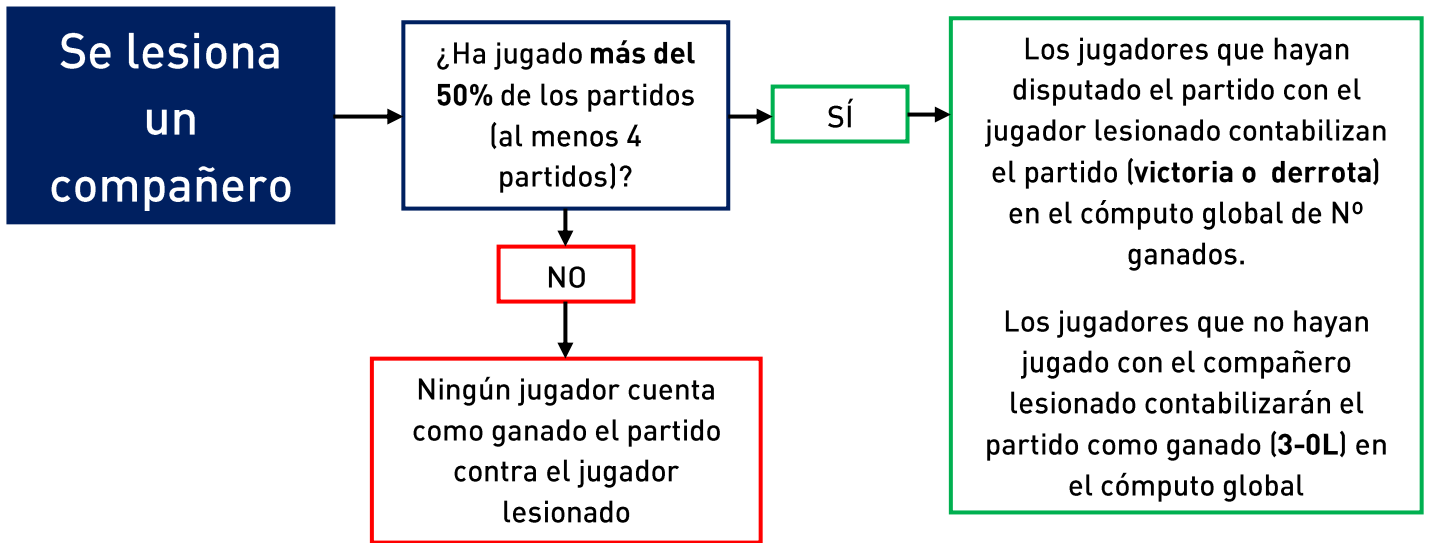 Se lesiona
un
compañero
¿Ha jugado más del
50% de los partidos
(al menos 4
partidos)?
SÍ
Los jugadores que hayan
disputado el partido con el
jugador lesionado contabilizan
el partido (victoria o derrota)
en el cómputo global de Nº
ganados.
Los jugadores que no hayan
jugado con el compañero
lesionado contabilizarán el
partido como ganado (3-0L) en
el cómputo global
NO
Ningún jugador cuenta
como ganado el partido
contra el jugador
lesionado